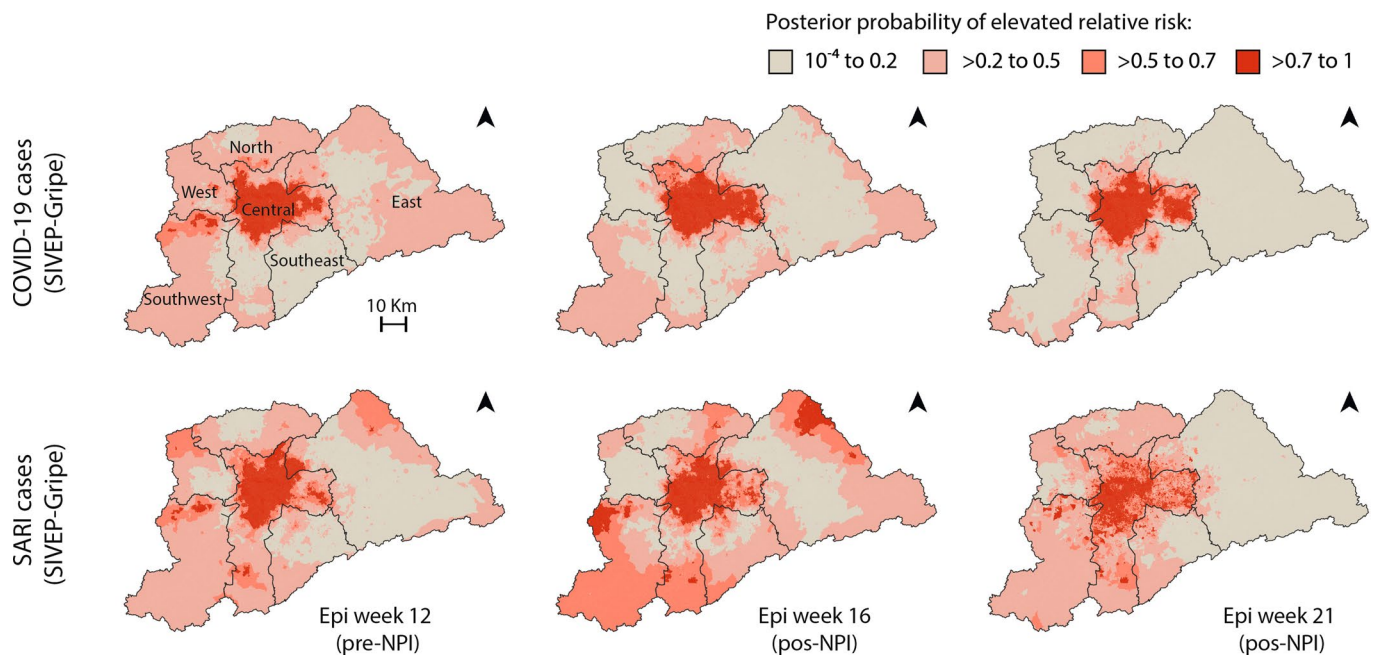 Posterior probability of elevated relative risk:
10⁻⁴ to 0.2
>0.2 to 0.5
>0.5 to 0.7
>0.7 to 1
COVID-19 cases
(SIVEP-Gripe)
North
West
Central
East
Southeast
Southwest
10 Km
SARI cases
(SIVEP-Gripe)
Epi week 12
(pre-NPI)
Epi week 16
(pos-NPI)
Epi week 21
(pos-NPI)